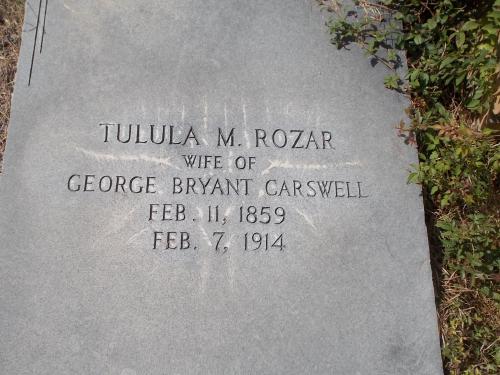 TULULA M. ROZAR
WIFE OF
GEORGE BRYANT CARSWELL
FEB. 11, 1859
FEB. 7, 1914